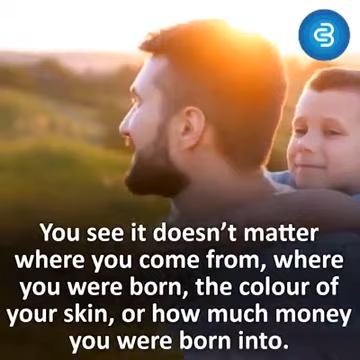 You see it doesn't matter
where you come from, where
you were born, the colour of
your skin, or how much money
you were born into.